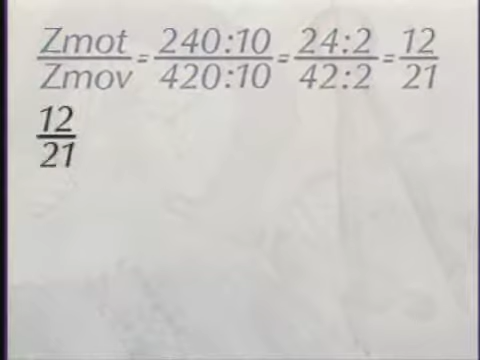 Zmot/Zmov = 240:10/420:10 = 24:2/42:2 = 12/21
12/21